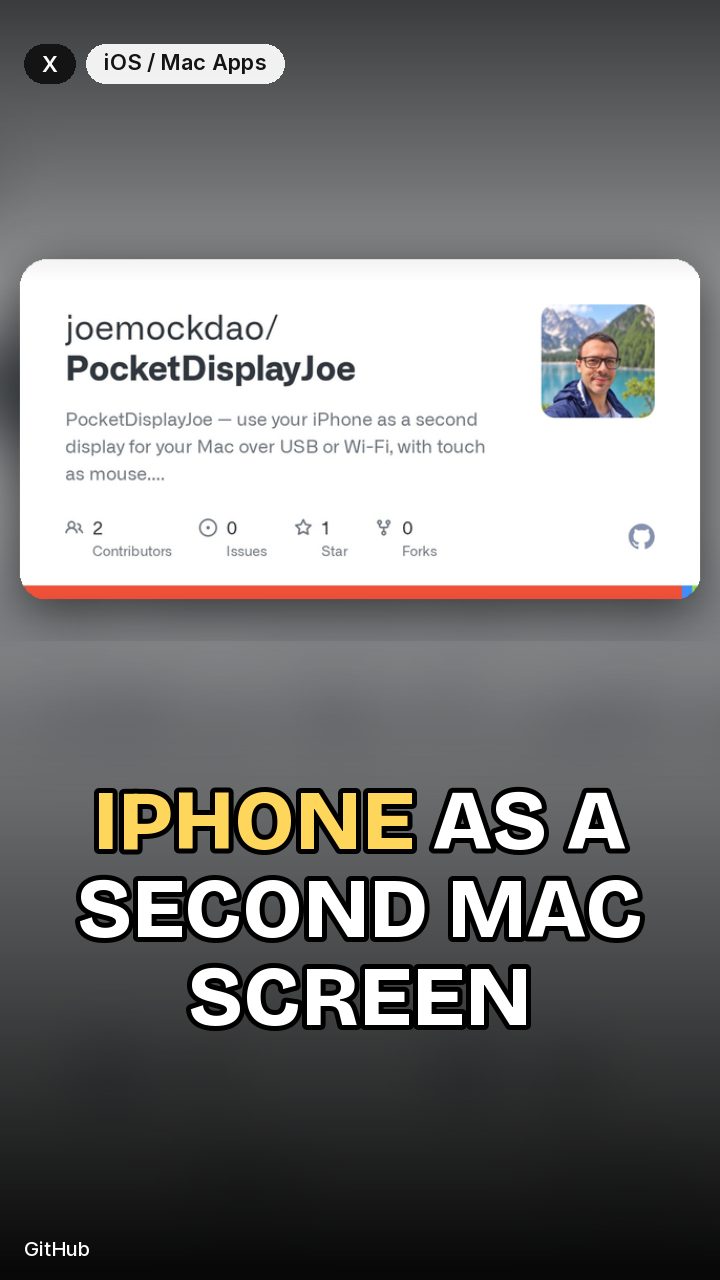 X
iOS / Mac Apps
joemockdao/
PocketDisplayJoe
PocketDisplayJoe — use your iPhone as a second
display for your Mac over USB or Wi-Fi, with touch
as mouse....
2
Contributors
0
Issues
1
Star
0
Forks
IPHONE AS A
SECOND MAC
SCREEN
GitHub